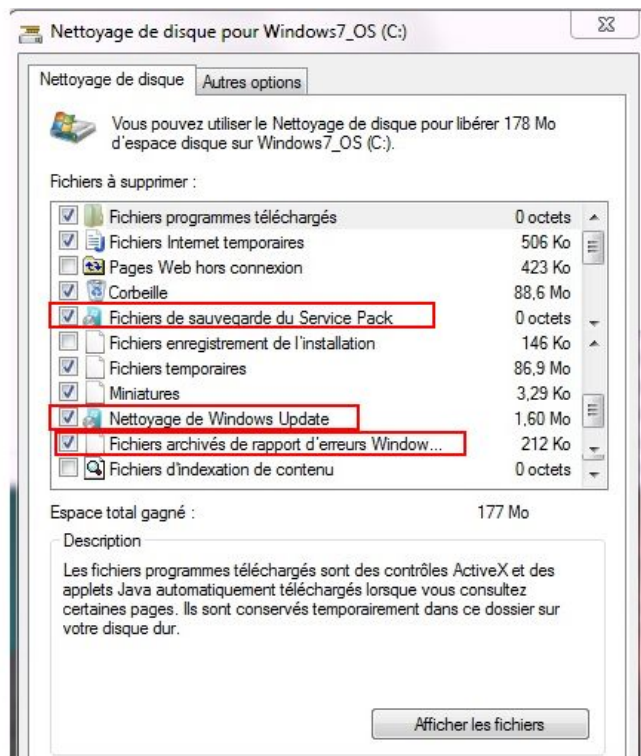 Nettoyage de disque pour Windows7_OS (C:)
Nettoyage de disque
Autres options
Vous pouvez utiliser le Nettoyage de disque pour libérer 178 Mo
d'espace disque sur Windows7_OS (C:).
Fichiers à supprimer :
Fichiers programmes téléchargés 0 octets
Fichiers Internet temporaires 506 Ko
Pages Web hors connexion 423 Ko
Corbeille 88,6 Mo
Fichiers de sauvegarde du Service Pack 0 octets
Fichiers enregistrement de l'installation 146 Ko
Fichiers temporaires 86,9 Mo
Miniatures 3,29 Ko
Nettoyage de Windows Update 1,60 Mo
Fichiers archivés de rapport d'erreurs Window... 212 Ko
Fichiers d'indexation de contenu 0 octets
Espace total gagné : 177 Mo
Description
Les fichiers programmes téléchargés sont des contrôles ActiveX et des
applets Java automatiquement téléchargés lorsque vous consultez
certaines pages. Ils sont conservés temporairement dans ce dossier sur
votre disque dur.
Afficher les fichiers